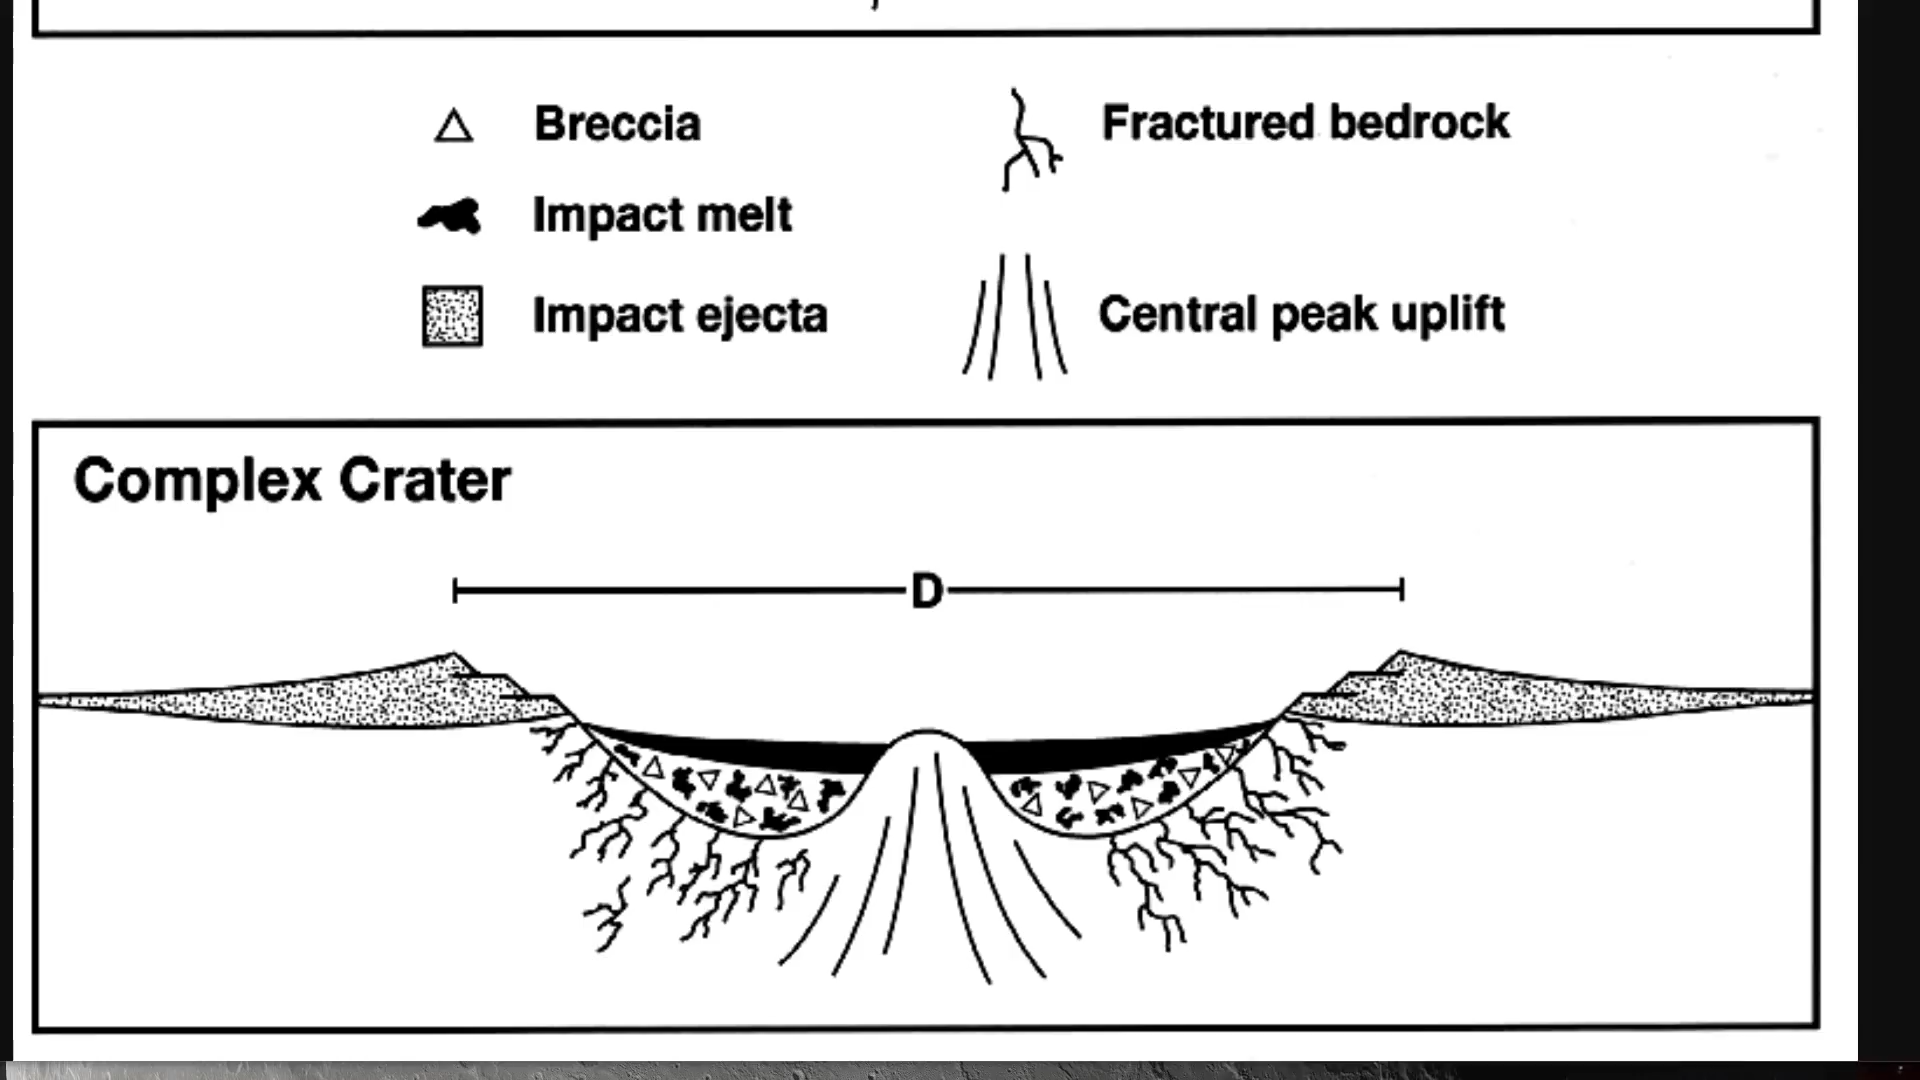 Breccia
Fractured bedrock
Impact melt
Impact ejecta
Central peak uplift
Complex Crater
D